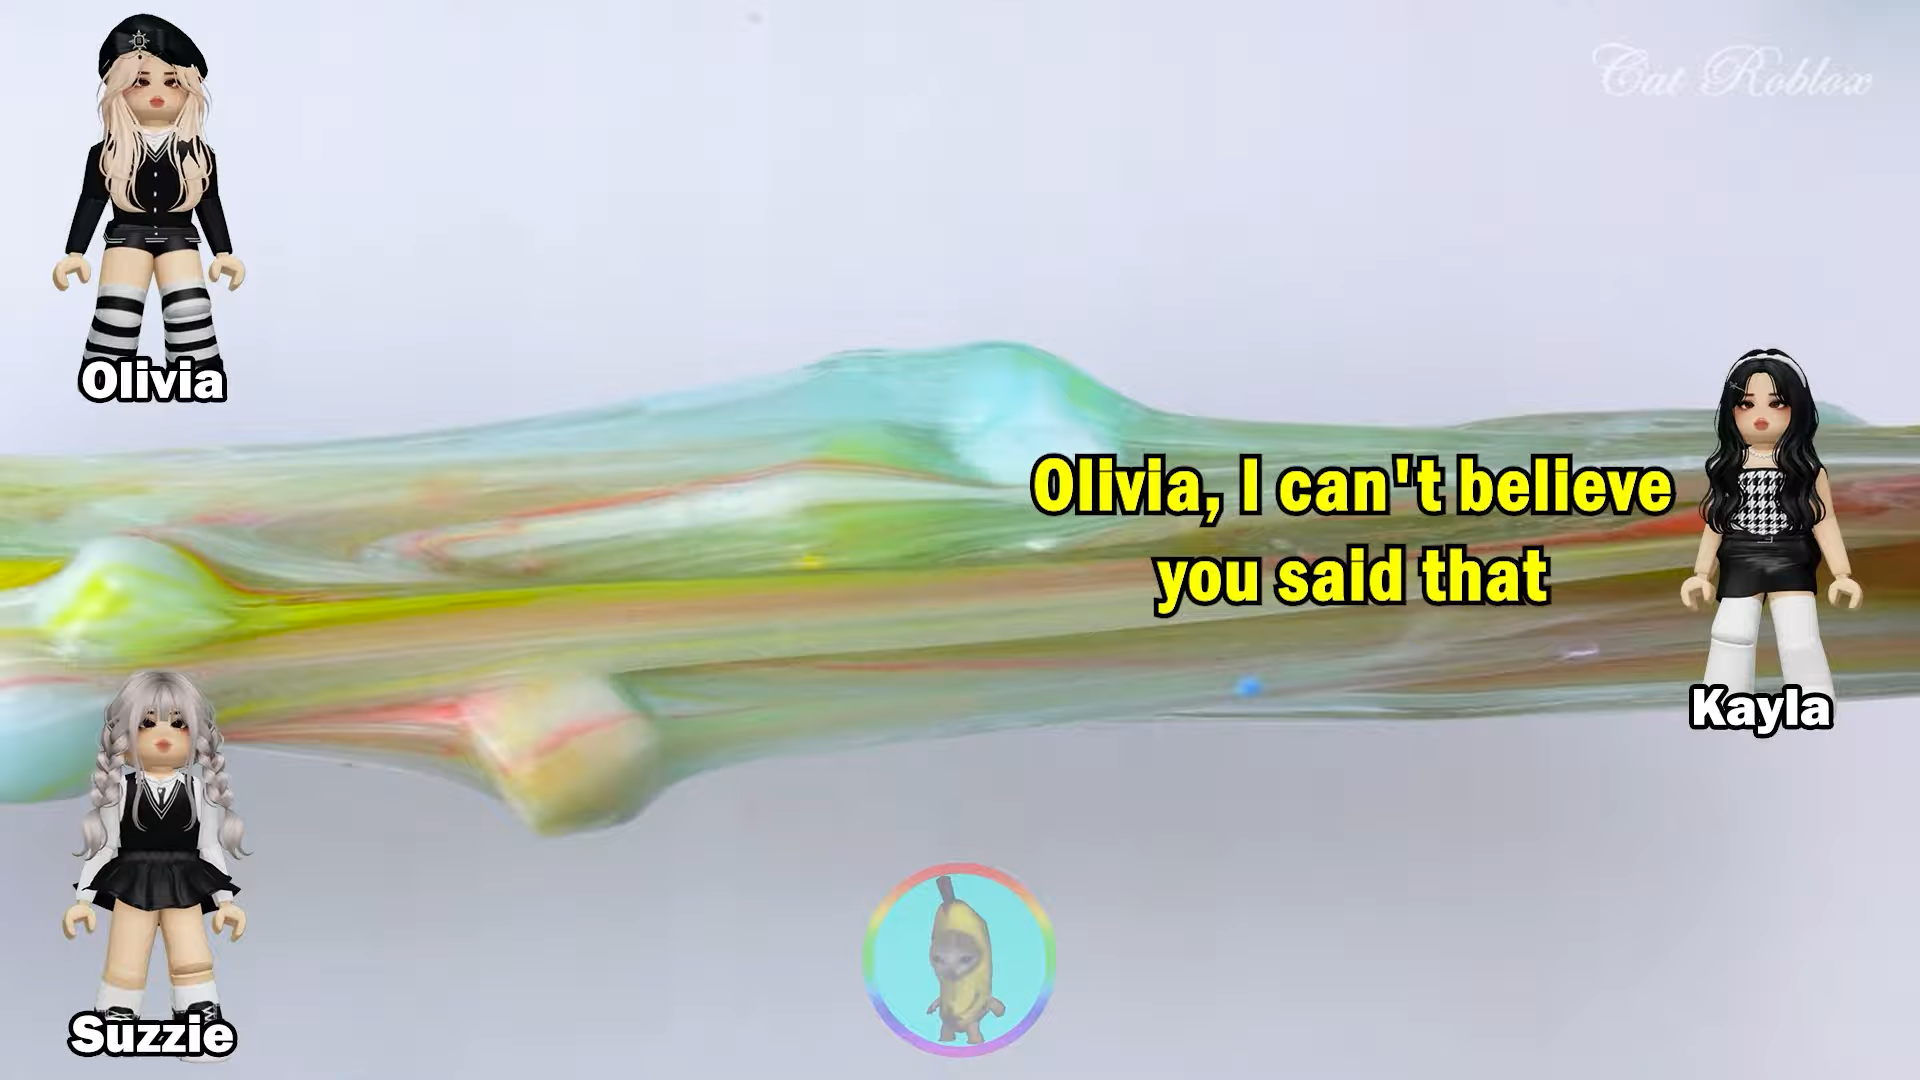 Cat Roblox
Olivia
Olivia, I can't believe
you said that
Kayla
Suzzie